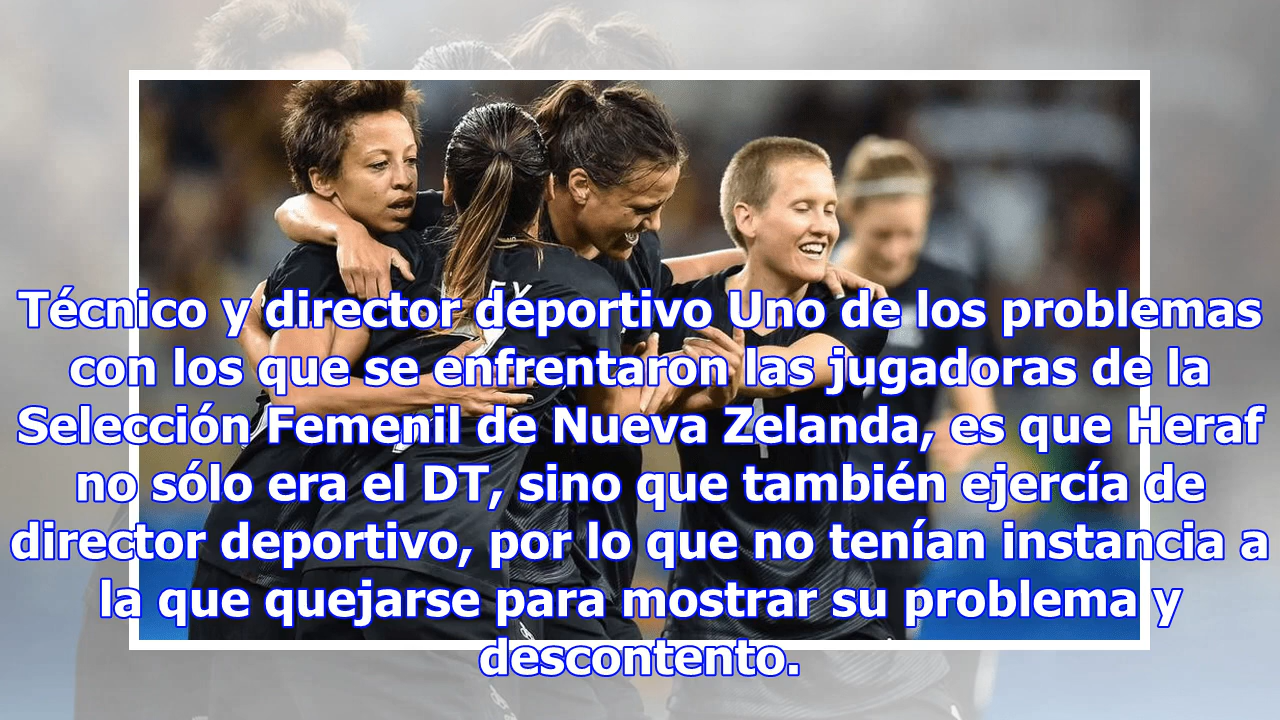 Técnico y director deportivo Uno de los problemas
con los que se enfrentaron las jugadoras de la
Selección Femenil de Nueva Zelanda, es que Heraf
no sólo era el DT, sino que también ejercía de
director deportivo, por lo que no tenían instancia a
la que quejarse para mostrar su problema y
descontento.